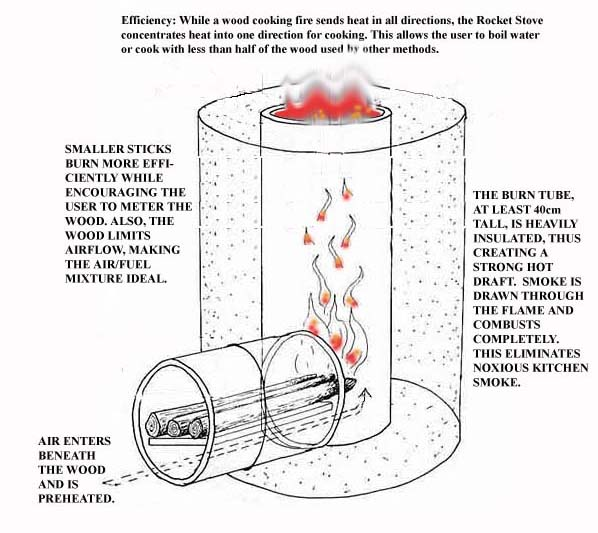 Efficiency: While a wood cooking fire sends heat in all directions, the Rocket Stove
concentrates heat into one direction for cooking. This allows the user to boil water
or cook with less than half of the wood used by other methods.
SMALLER STICKS
BURN MORE EFFI-
CIENTLY WHILE
ENCOURAGING THE
USER TO METER THE
WOOD. ALSO, THE
WOOD LIMITS
AIRFLOW, MAKING
THE AIR/FUEL
MIXTURE IDEAL.
THE BURN TUBE,
AT LEAST 40cm
TALL, IS HEAVILY
INSULATED, THUS
CREATING A
STRONG HOT
DRAFT. SMOKE IS
DRAWN THROUGH
THE FLAME AND
COMBUSTS
COMPLETELY.
THIS ELIMINATES
NOXIOUS KITCHEN
SMOKE.
AIR ENTERS
BENEATH
THE WOOD
AND IS
PREHEATED.